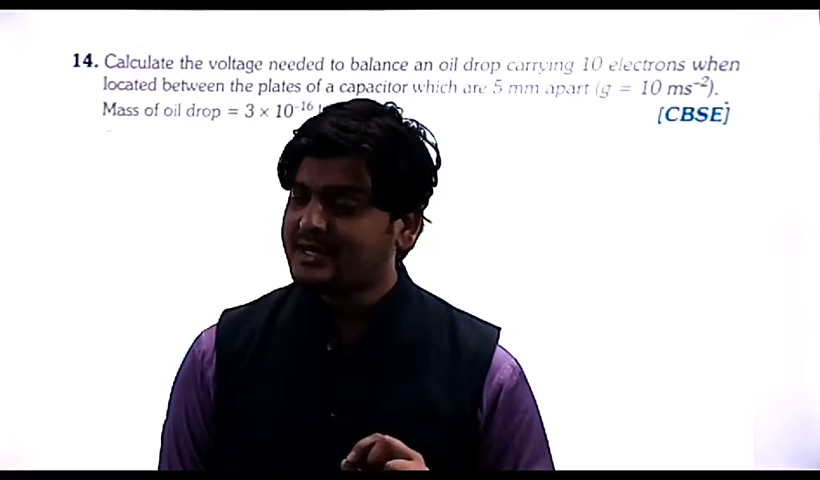 14. Calculate the voltage needed to balance an oil drop carrying 10 electrons when
located between the plates of a capacitor which are 5 mm apart (g = 10 ms⁻²).
Mass of oil drop = 3 × 10⁻¹⁶
[CBSE]